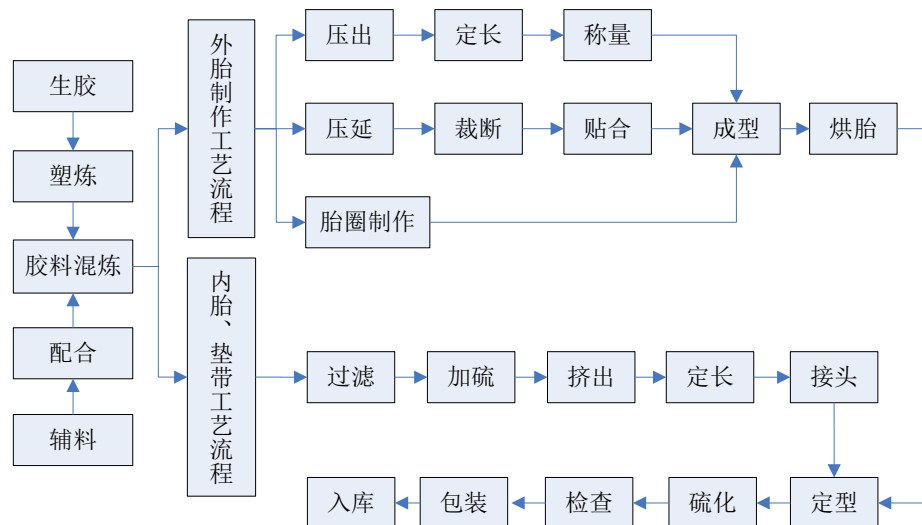 生胶
塑炼
胶料混炼
配合
辅料
外胎制作工艺流程
内胎、垫带工艺流程
压出
定长
称量
压延
裁断
贴合
成型
烘胎
胎圈制作
过滤
加硫
挤出
定长
接头
定型
硫化
检查
包装
入库